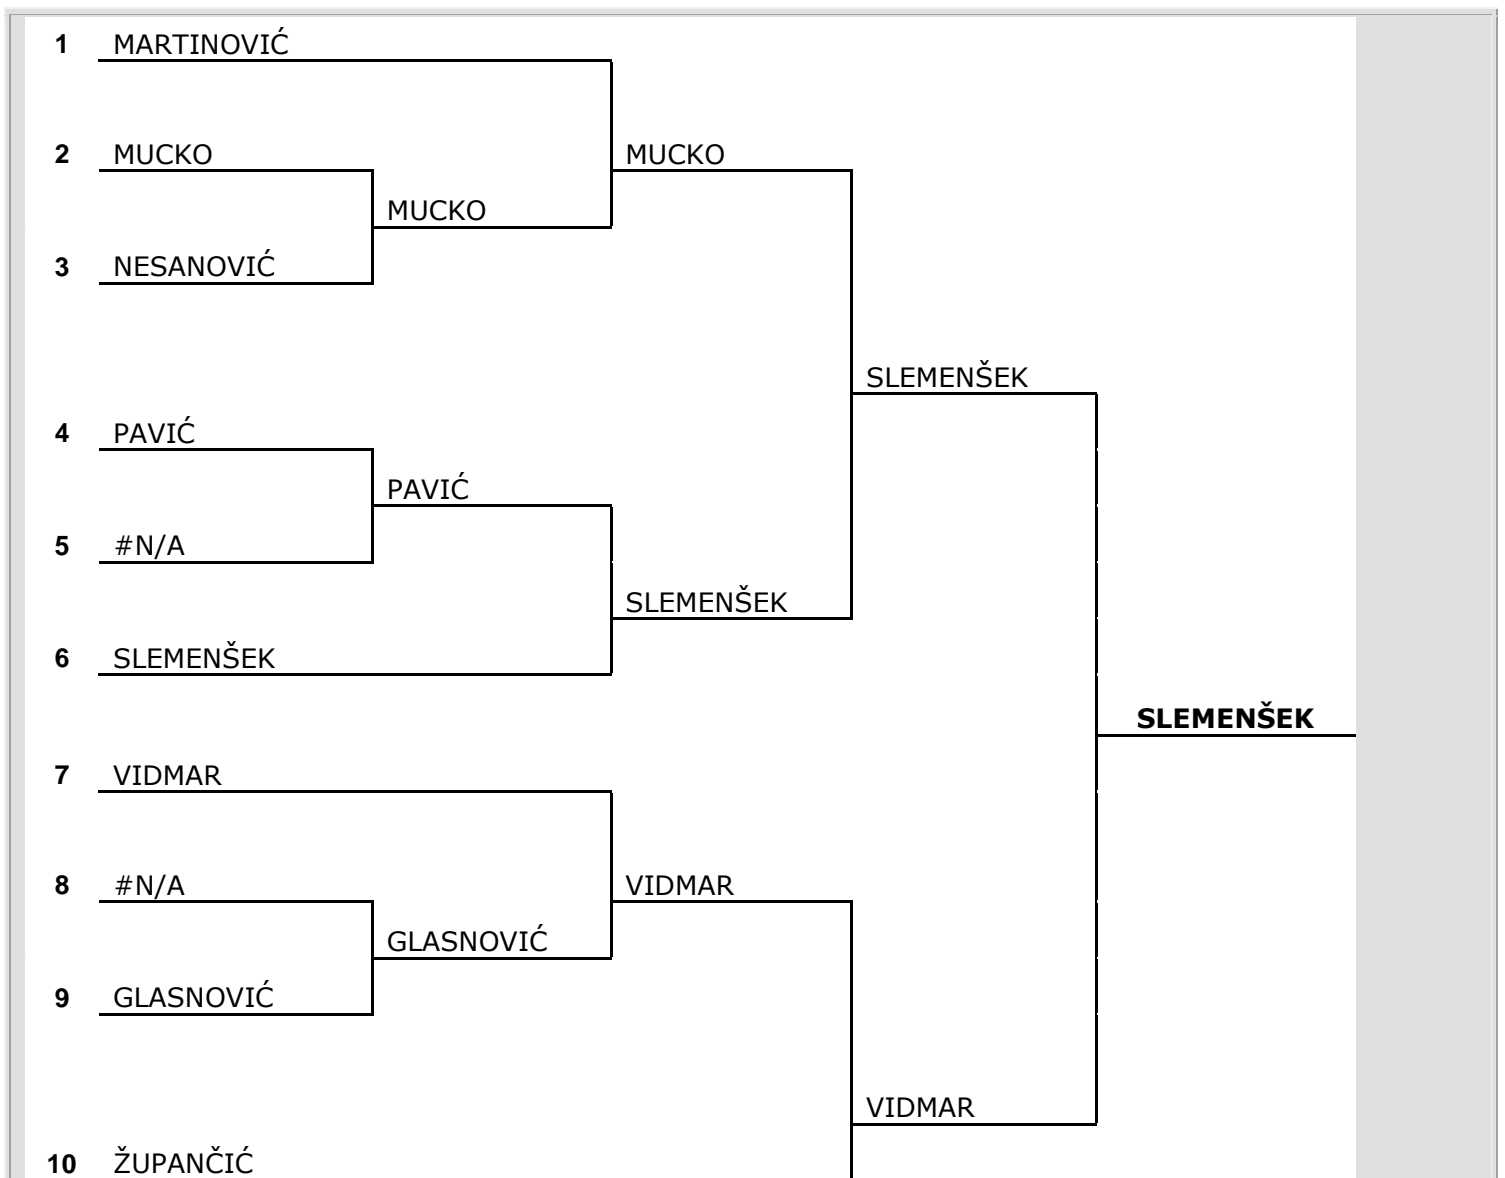 1 MARTINOVIĆ
2 MUCKO
MUCKO
MUCKO
3 NESANOVIĆ
SLEMENŠEK
4 PAVIĆ
PAVIĆ
5 #N/A
SLEMENŠEK
6 SLEMENŠEK
SLEMENŠEK
7 VIDMAR
8 #N/A
VIDMAR
GLASNOVIĆ
9 GLASNOVIĆ
VIDMAR
10 ŽUPANČIĆ